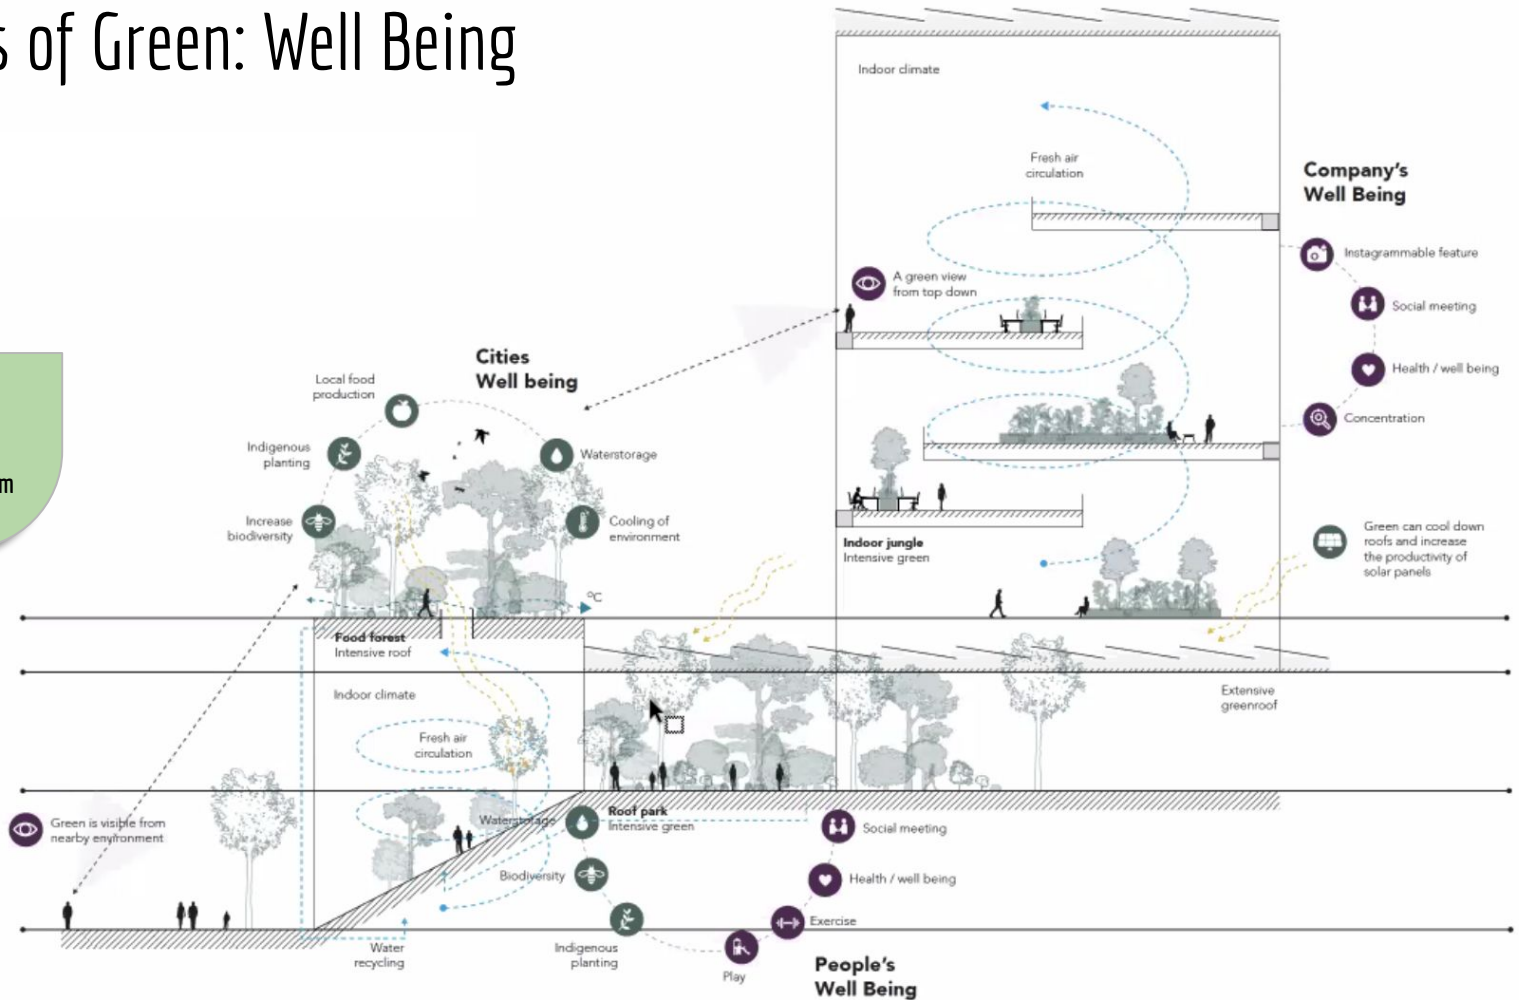 s of Green: Well Being
Indoor climate
Fresh air
circulation
Company's
Well Being
Instagrammable feature
Social meeting
Health / well being
Concentration
A green view
from top down
Cities
Well being
Local food
production
Indigenous
planting
Increase
biodiversity
Waterstorage
Cooling of
environment
m
Indoor jungle
Intensive green
Green can cool down
roofs and increase
the productivity of
solar panels
°C
Food forest
Intensive roof
Indoor climate
Fresh air
circulation
Extensive
greenroof
Green is visible from
nearby environment
Waterstorage
Roof park
Intensive green
Biodiversity
Indigenous
planting
Water
recycling
Social meeting
Health / well being
Exercise
Play
People's
Well Being